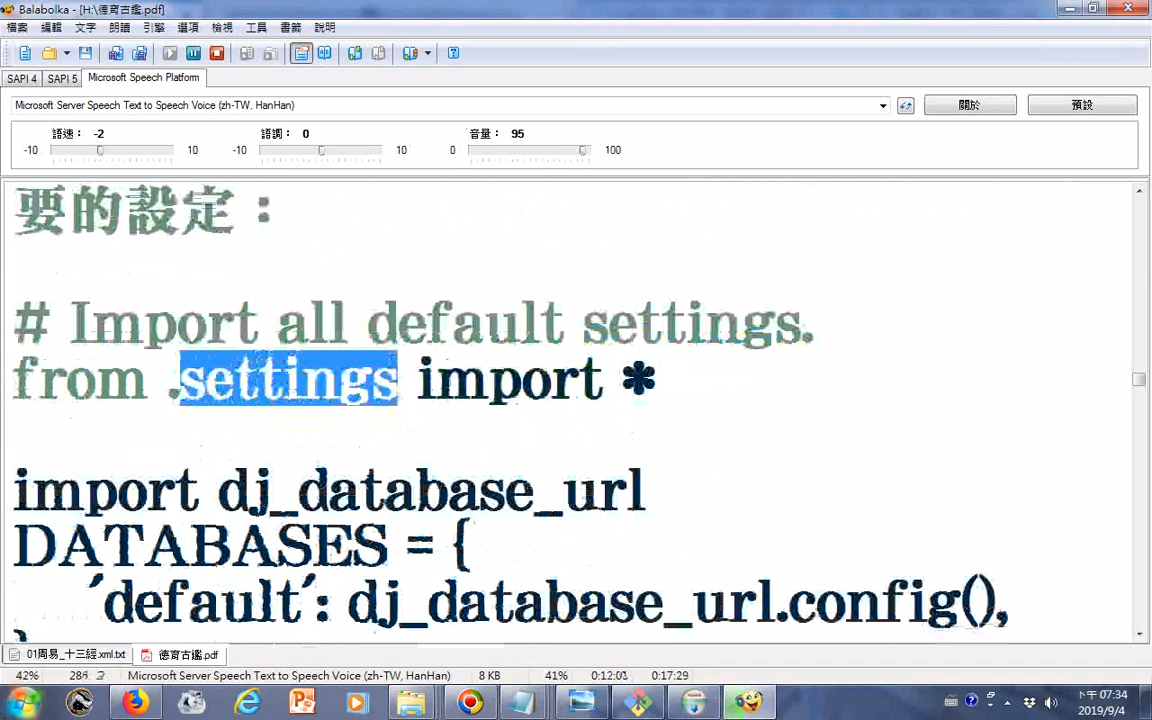 Balabolka - [H:\德育古鑑.pdf]
檔案 編輯 文字 朗讀 引擎 選項 檢視 工具 書籤 說明
SAPI 4 SAPI 5 Microsoft Speech Platform
Microsoft Server Speech Text to Speech Voice (zh-TW, HanHan) 關於 預設
語速： -2 語調： 0 音量： 95
-10 10 -10 10 0 100
要的設定：
# Import all default settings.
from .settings import *
import dj_database_url
DATABASES = {
'default': dj_database_url.config(),
01周易_十三經.xml.txt 德育古鑑.pdf
42% Microsoft Server Speech Text to Speech Voice (zh-TW, HanHan) 8 KB 41% 0:12:01 0:17:29
下午 07:34
2019/9/4